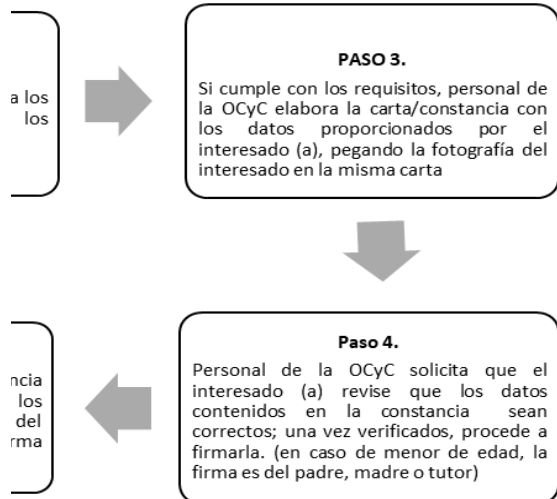 a los
los
PASO 3.
Si cumple con los requisitos, personal de
la OCyC elabora la carta/constancia con
los datos proporcionados por el
interesado (a), pegando la fotografía del
interesado en la misma carta
los
del
Paso 4.
Personal de la OCyC solicita que el
interesado (a) revise que los datos
contenidos en la constancia sean
correctos; una vez verificados, procede a
firmarla. (en caso de menor de edad, la
firma es del padre, madre o tutor)